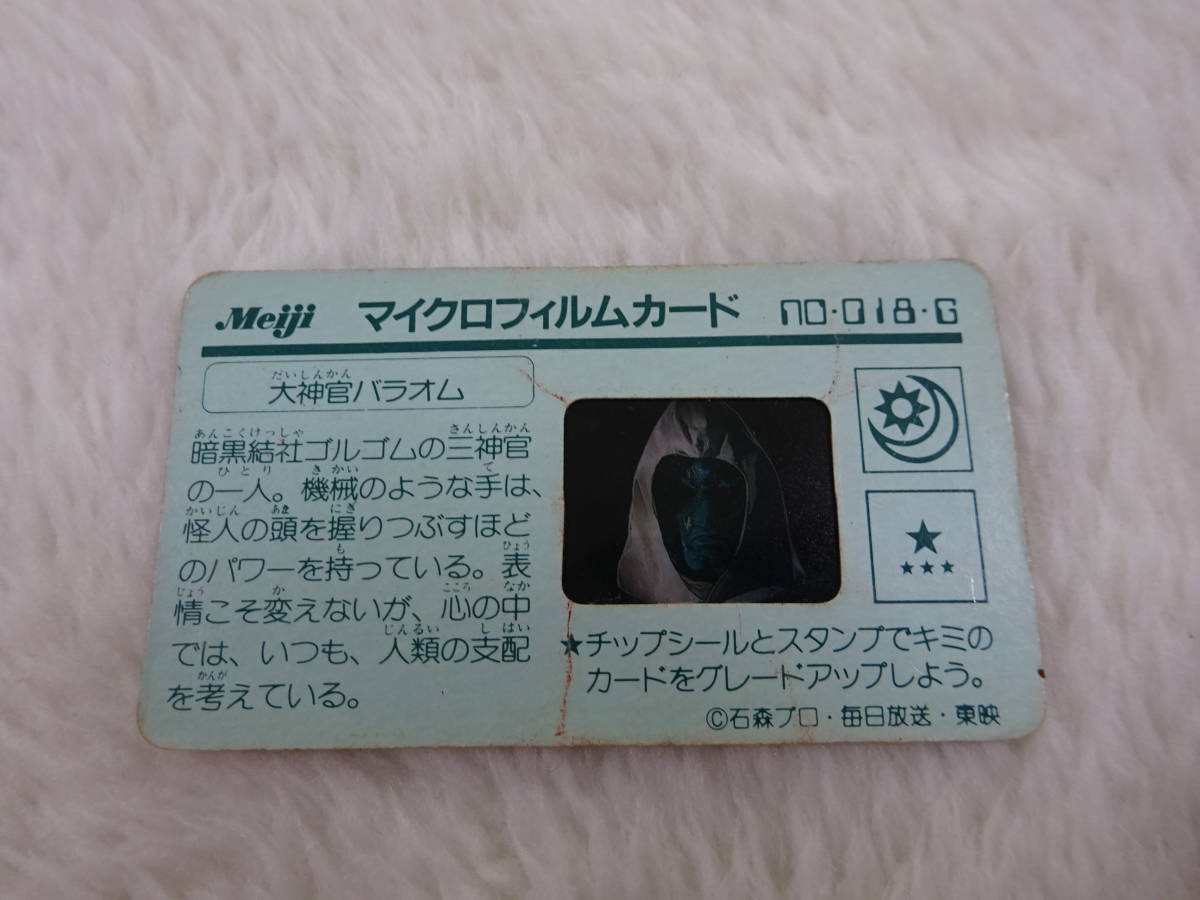 Meiji マイクロフィルムカード NO・018・G
だいしんかん
大神官バラオム
あんこくけっしゃ さんしんかん
暗黒結社ゴルゴムの三神官
ひとり きかい て
の一人。機械のような手は、
かいじん あたま にぎ
怪人の頭を握りつぶすほど
も ひょう
のパワーを持っている。表
じょう か こころ なか
情こそ変えないが、心の中
じんるい しはい
では、いつも、人類の支配
かんが
を考えている。
★チップシールとスタンプでキミの
カードをグレードアップしよう。
©石森プロ・毎日放送・東映